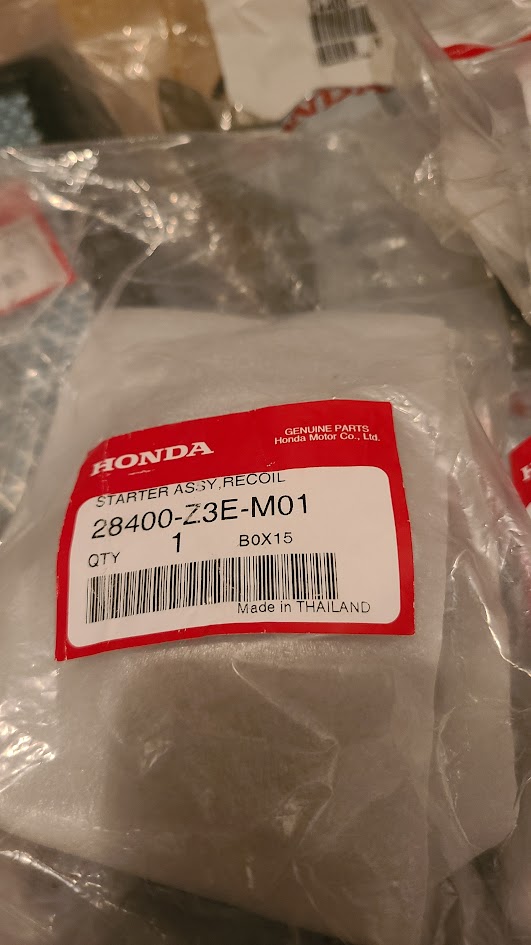 HONDA
HONDA
GENUINE PARTS
Honda Motor Co., Ltd.
STARTER ASSY,RECOIL
28400-Z3E-M01
QTY 1 B0X15
Made in THAILAND